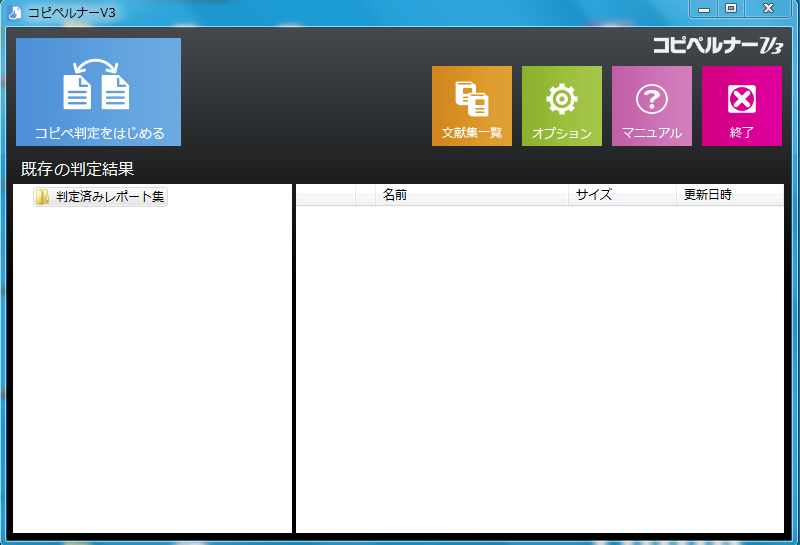 コピペルナーV3
コピペルナーV3
コピペ判定をはじめる
文献集一覧
オプション
マニュアル
終了
既存の判定結果
判定済みレポート集
名前
サイズ
更新日時